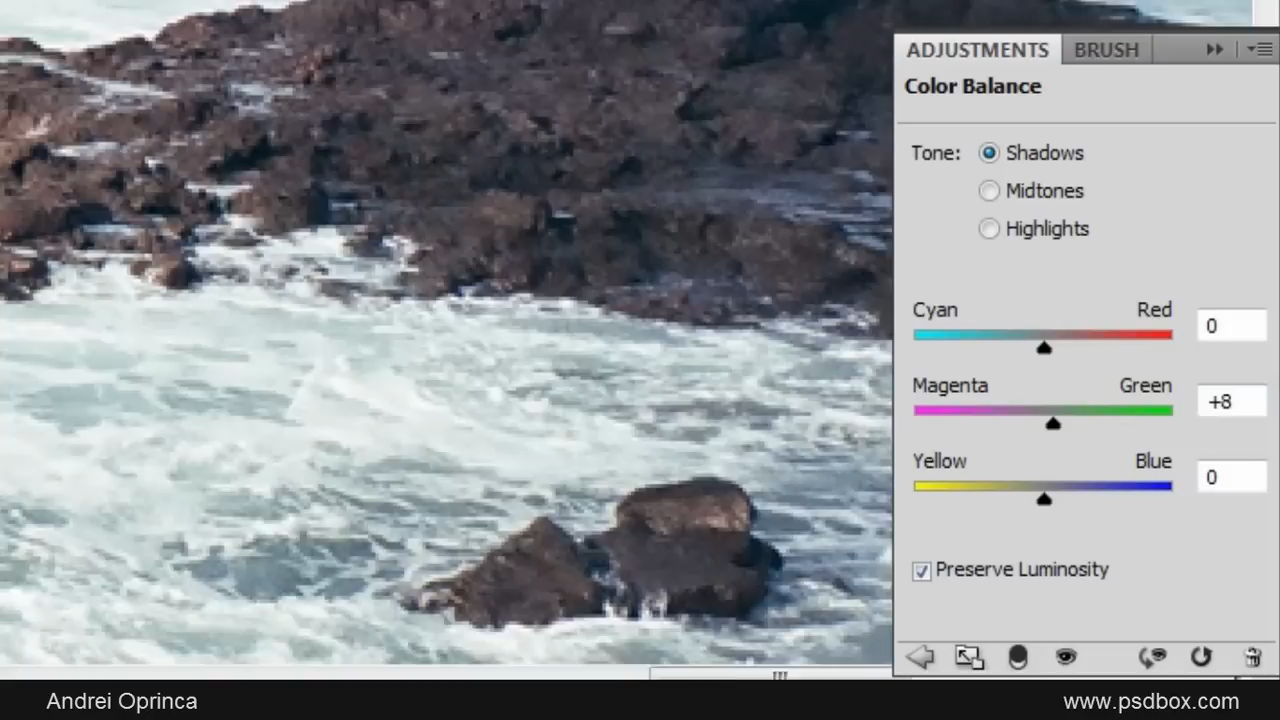 ADJUSTMENTS BRUSH
Color Balance
Tone: Shadows
Midtones
Highlights
Cyan Red 0
Magenta Green +8
Yellow Blue 0
Preserve Luminosity
Andrei Oprinca www.psdbox.com